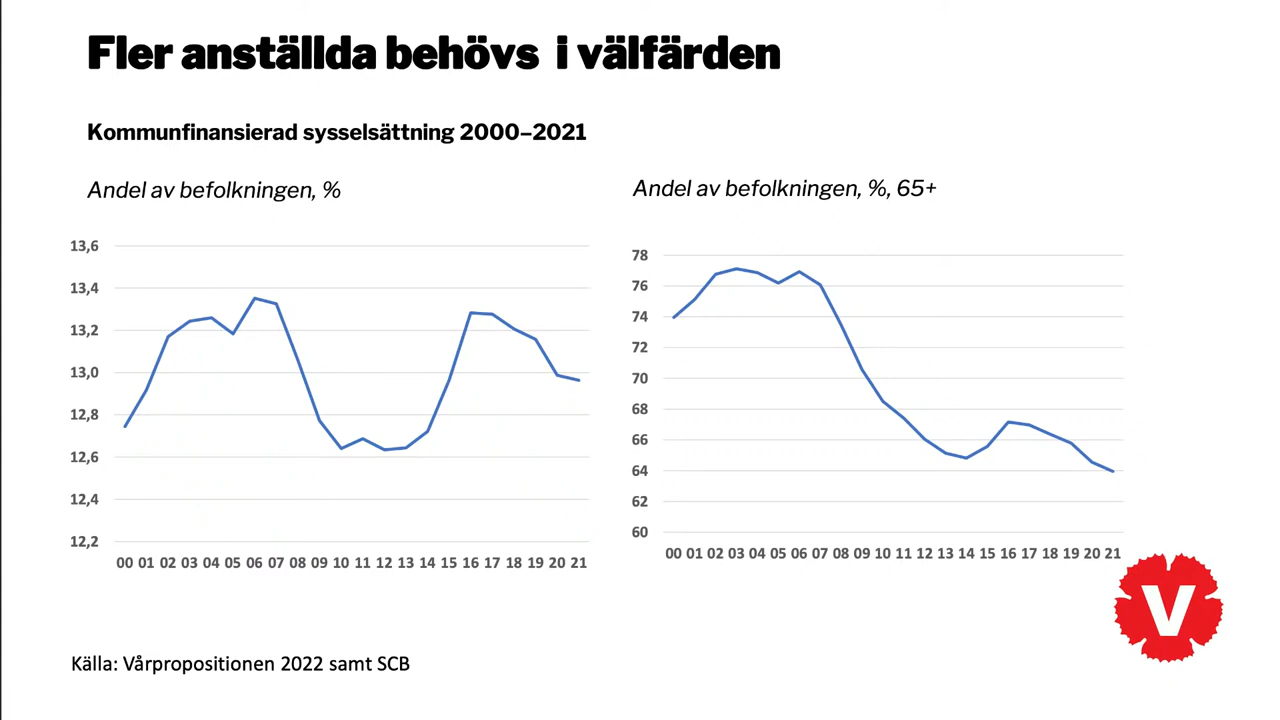 Fler anställda behövs i välfärden
Kommunfinansierad sysselsättning 2000–2021
Andel av befolkningen, %
13,6
13,4
13,2
13,0
12,8
12,6
12,4
12,2
00 01 02 03 04 05 06 07 08 09 10 11 12 13 14 15 16 17 18 19 20 21
Andel av befolkningen, %, 65+
78
76
74
72
70
68
66
64
62
60
00 01 02 03 04 05 06 07 08 09 10 11 12 13 14 15 16 17 18 19 20 21
V
Källa: Vårpropositionen 2022 samt SCB